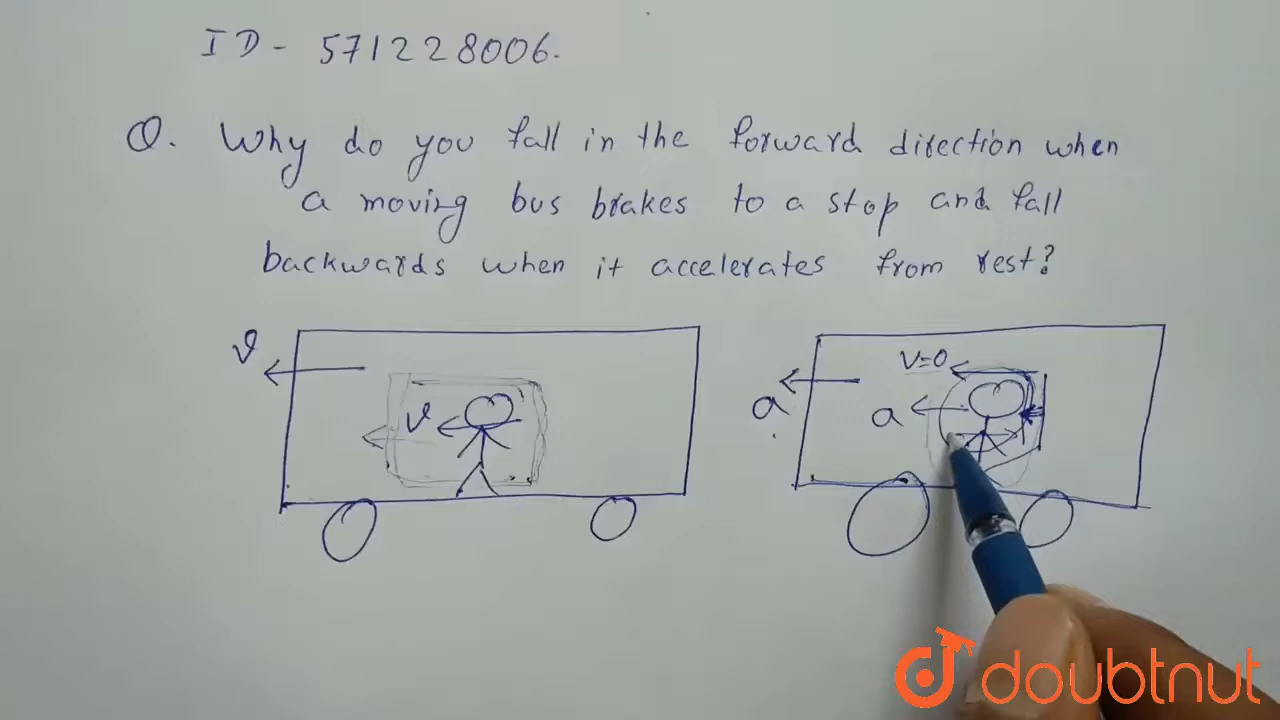 ID - 571228006.
Q. Why do you fall in the forward direction when
a moving bus brakes to a stop and fall
backwards when it accelerates from rest?
v
v
v=0
a
a
doubtnut